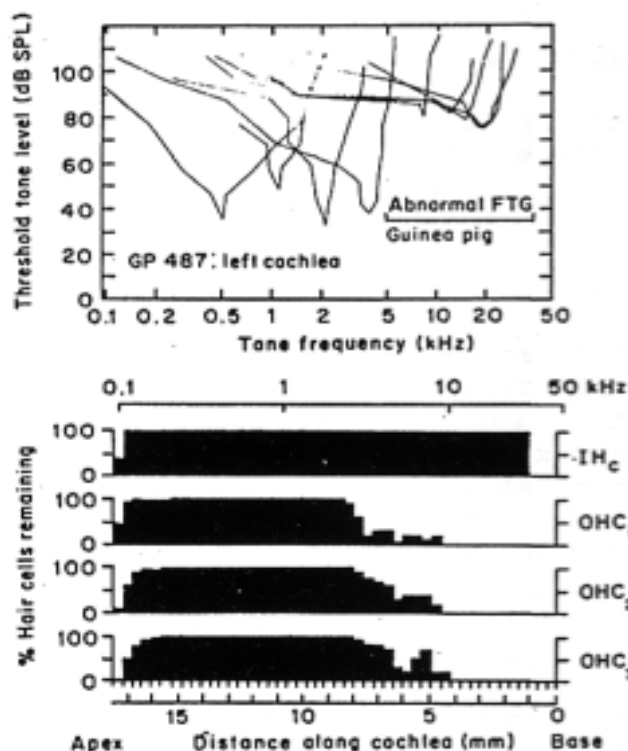 Threshold tone level (dB SPL)
100
80
60
40
20
0
Abnormal FTG
Guinea pig
GP 487: left cochlea
0.1 0.2 0.5 1 2 5 10 20 50
Tone frequency (kHz)
0.1 1 10 50 kHz
% Hair cells remaining
100
0
IHC
100
0
OHC
100
0
OHC
100
0
OHC
15 10 5 0
Apex Distance along cochlea (mm) Base